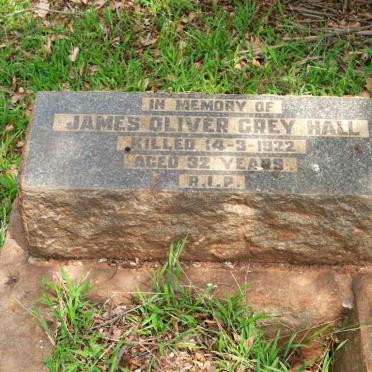 IN MEMORY OF
JAMES OLIVER GREY HALL
KILLED 14-3-1922
AGED 32 YEARS.
R.I.P.